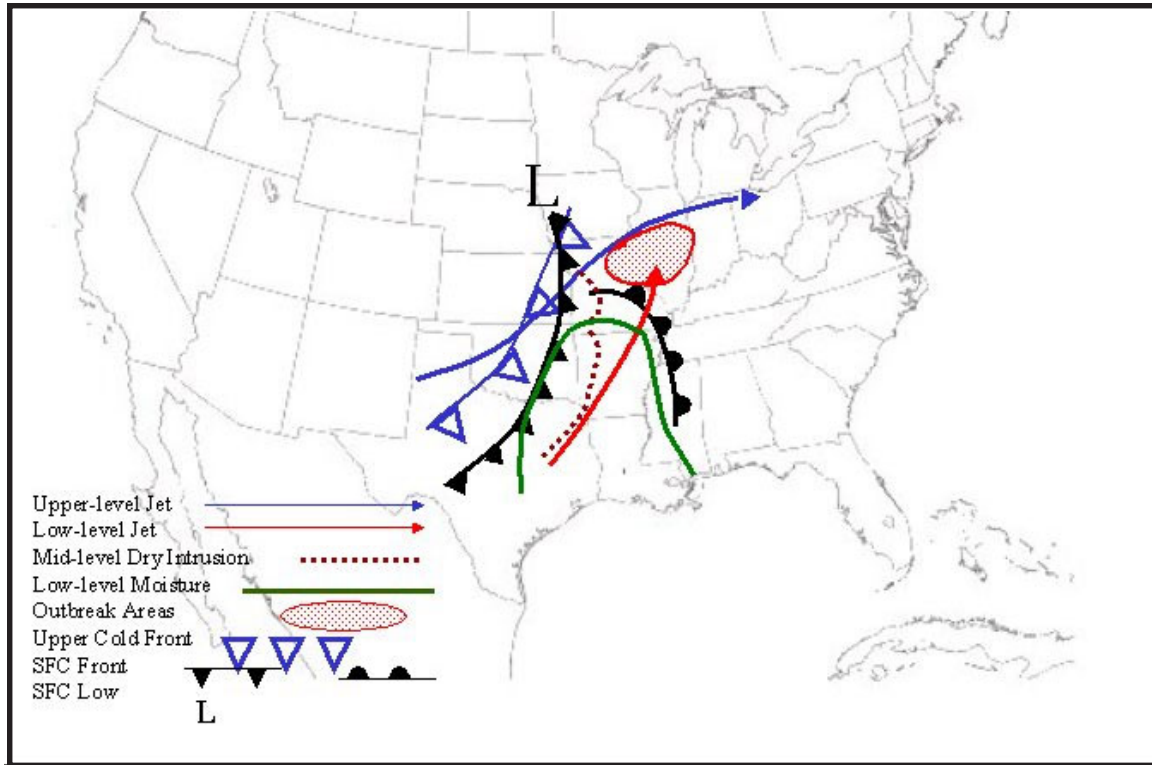 L
Upper-level Jet
Low-level Jet
Mid-level Dry Intrusion
Low-level Moisture
Outbreak Areas
Upper Cold Front
SFC Front
SFC Low
L